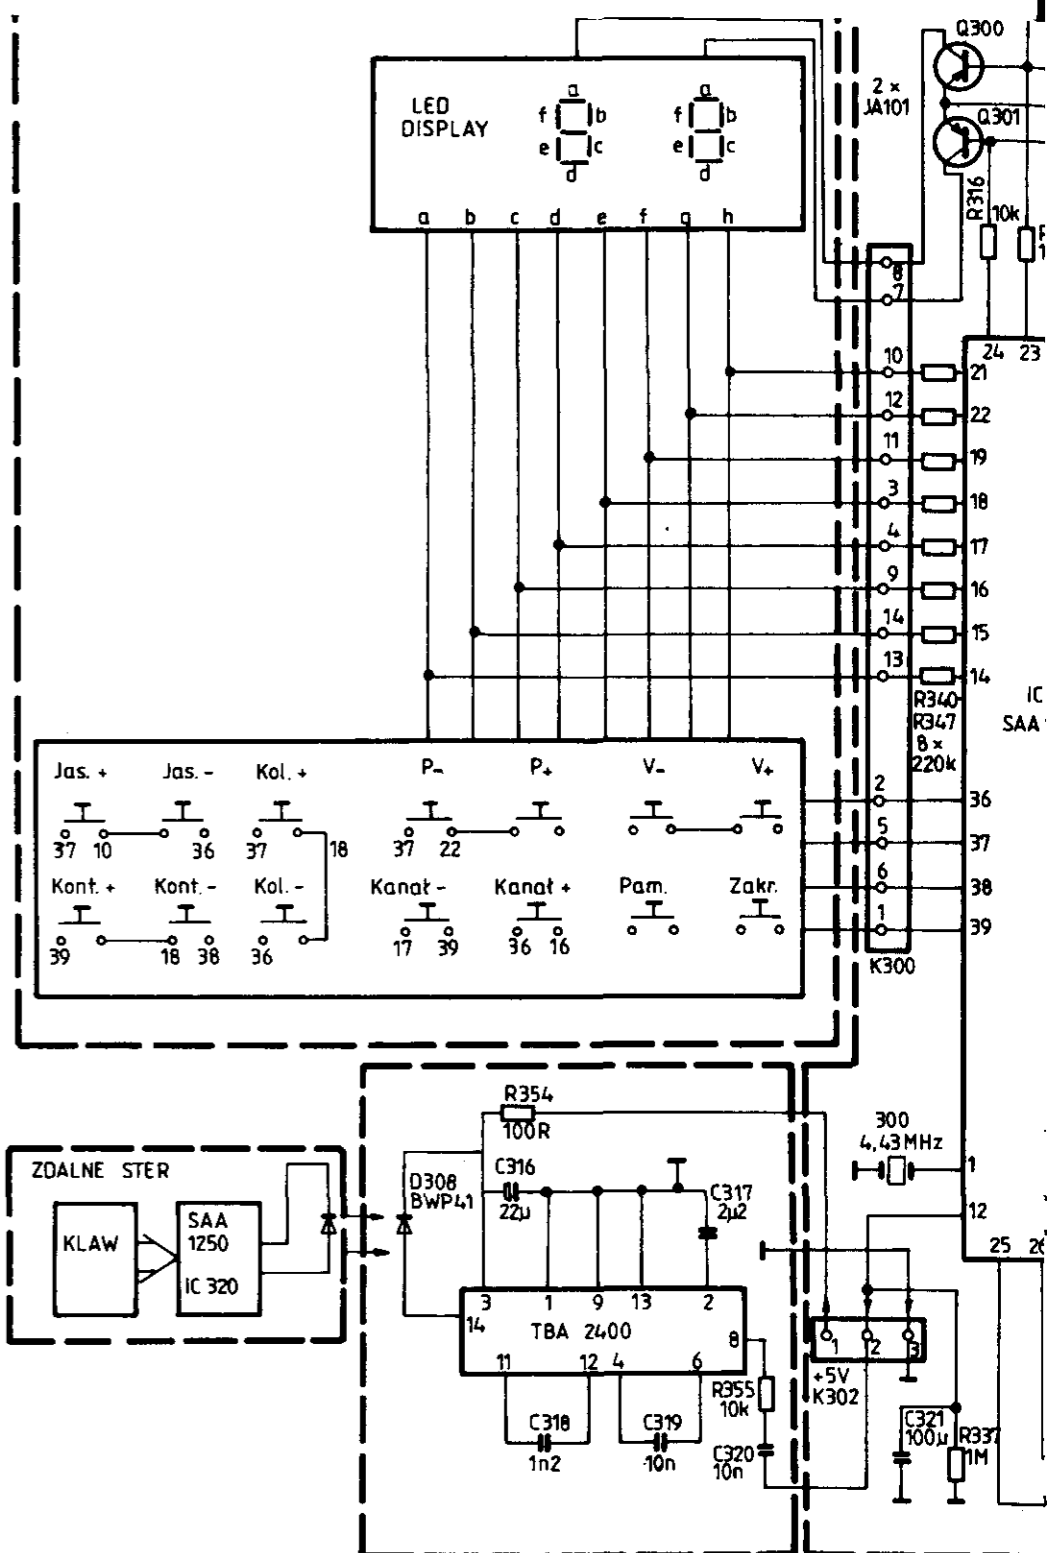 Q300
2 ×
JA101
Q301
LED
DISPLAY
a
f b
e c
d
a
f b
e c
d
a b c d e f g h
R316
10k
8
7
24 23
10 21
12 22
11 19
3 18
4 17
9 16
14 15
13 14
R340
R347
8 ×
220k
IC
SAA
Jas. + Jas. - Kol. + P- P+ V- V+
37 10 36 37 18 37 22
Kont. + Kont. - Kol. - Kanał - Kanał + Pam. Zakr.
39 18 38 36 17 39 36 16
2 36
5 37
6 38
1 39
K300
R354
100R
300
4,43MHz
1
12
25 26
ZDALNE STER
KLAW
SAA
1250
IC 320
D308
BWP41
C316
22µ
C317
2µ2
3 1 9 13 2
14
TBA 2400
8
11 12 4 6
C318
1n2
C319
10n
R355
10k
C320
10n
1 2 3
+5V
K302
C321
100µ
R337
1M